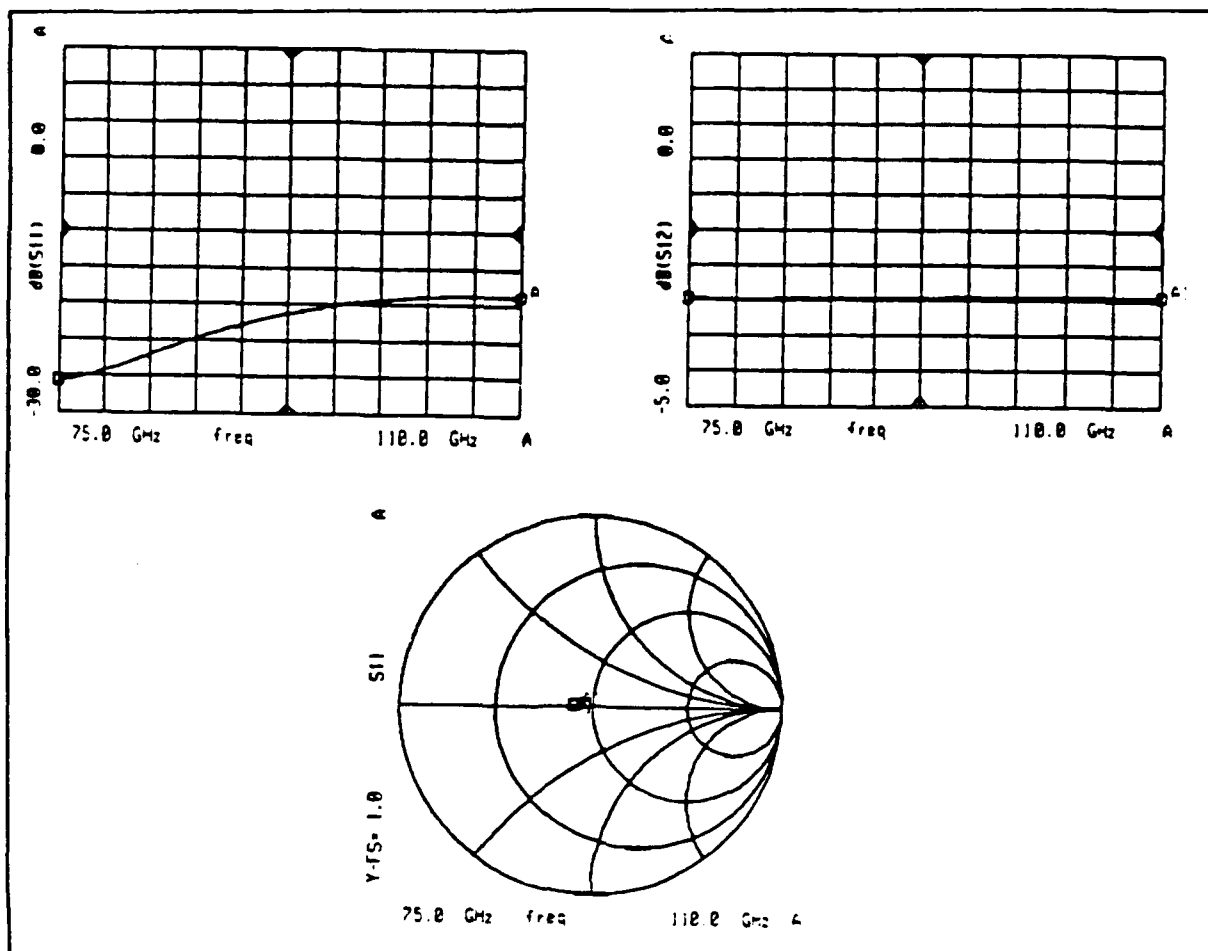 A
0.0
dB(S11)
-30.0
75.0 GHz freq 110.0 GHz A
0.0
dB(S12)
-5.0
75.0 GHz freq 110.0 GHz A
A
S11
Y-FS= 1.0
75.0 GHz freq 110.0 GHz A